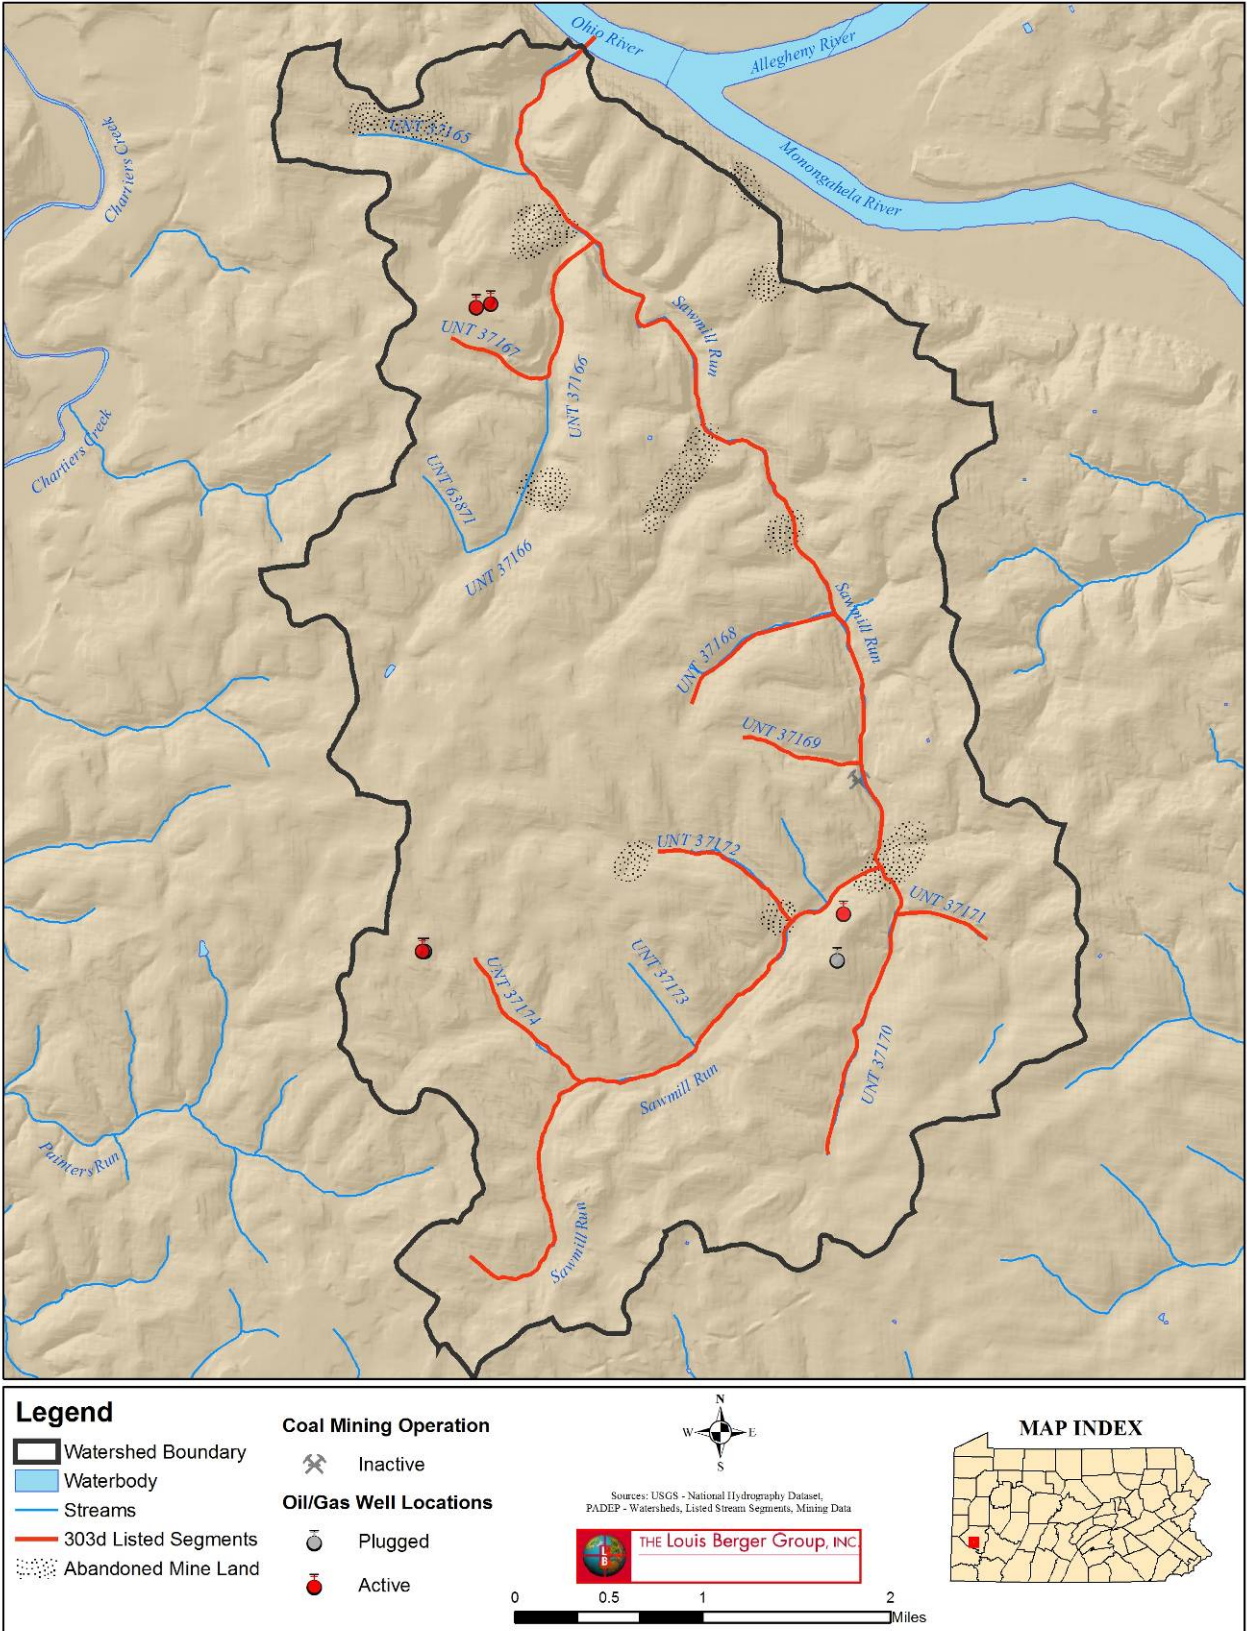 Ohio River
Allegheny River
Chartiers Creek
UNT 37165
Monongahela River
Sawmill Run
UNT 37167
UNT 37166
Chartiers Creek
UNT 63871
UNT 37166
Sawmill Run
UNT 37168
UNT 37169
UNT 37172
UNT 37171
UNT 37173
UNT 37174
UNT 37170
Sawmill Run
Painters Run
Sawmill Run
Legend
Watershed Boundary
Waterbody
Streams
303d Listed Segments
Abandoned Mine Land
Coal Mining Operation
Inactive
Oil/Gas Well Locations
Plugged
Active
N
W E
S
Sources: USGS - National Hydrography Dataset,
PADEP - Watersheds, Listed Stream Segments, Mining Data
L
B
THE Louis Berger Group, INC.
0 0.5 1 2
Miles
MAP INDEX